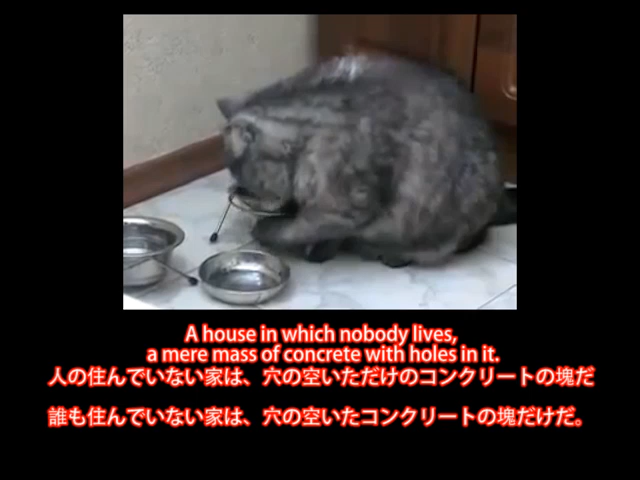 A house in which nobody lives,
a mere mass of concrete with holes in it.
人の住んでいない家は、穴の空いただけのコンクリートの塊だ
誰も住んでいない家は、穴の空いたコンクリートの塊だけだ。